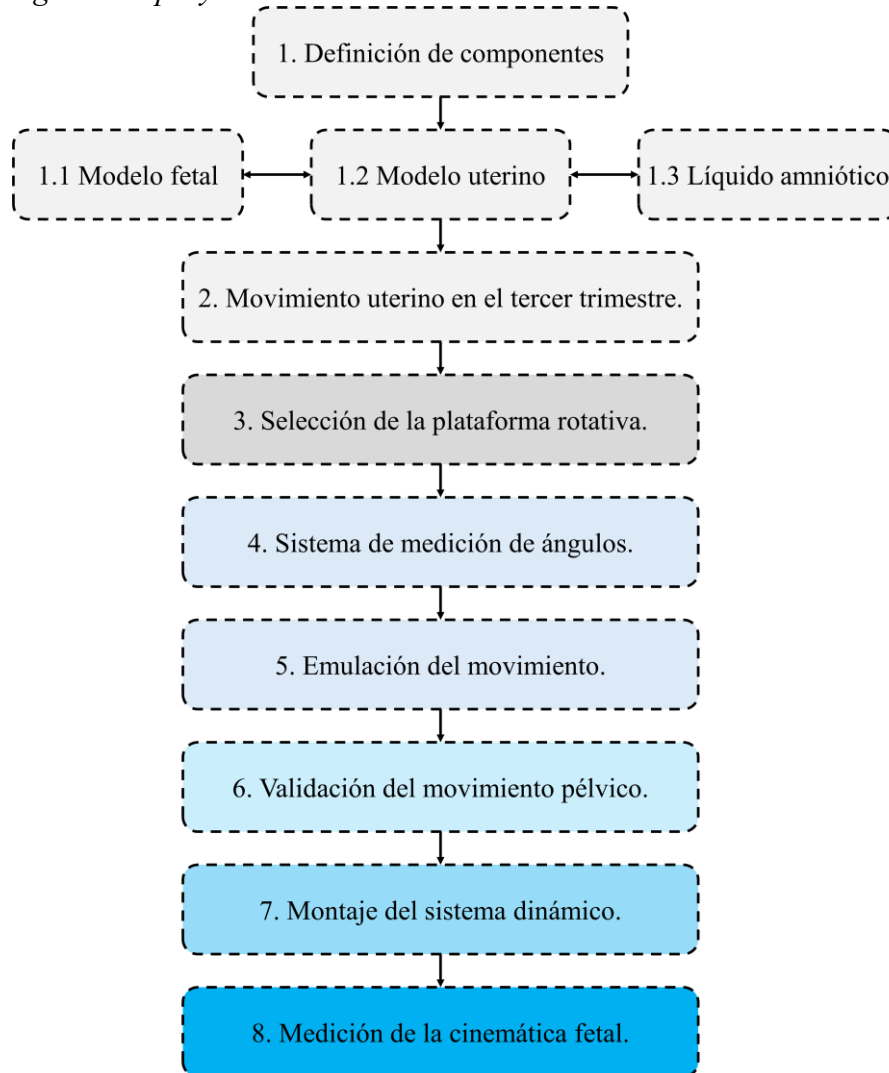 1. Definición de componentes
1.1 Modelo fetal
1.2 Modelo uterino
1.3 Líquido amniótico
2. Movimiento uterino en el tercer trimestre.
3. Selección de la plataforma rotativa.
4. Sistema de medición de ángulos.
5. Emulación del movimiento.
6. Validación del movimiento pélvico.
7. Montaje del sistema dinámico.
8. Medición de la cinemática fetal.